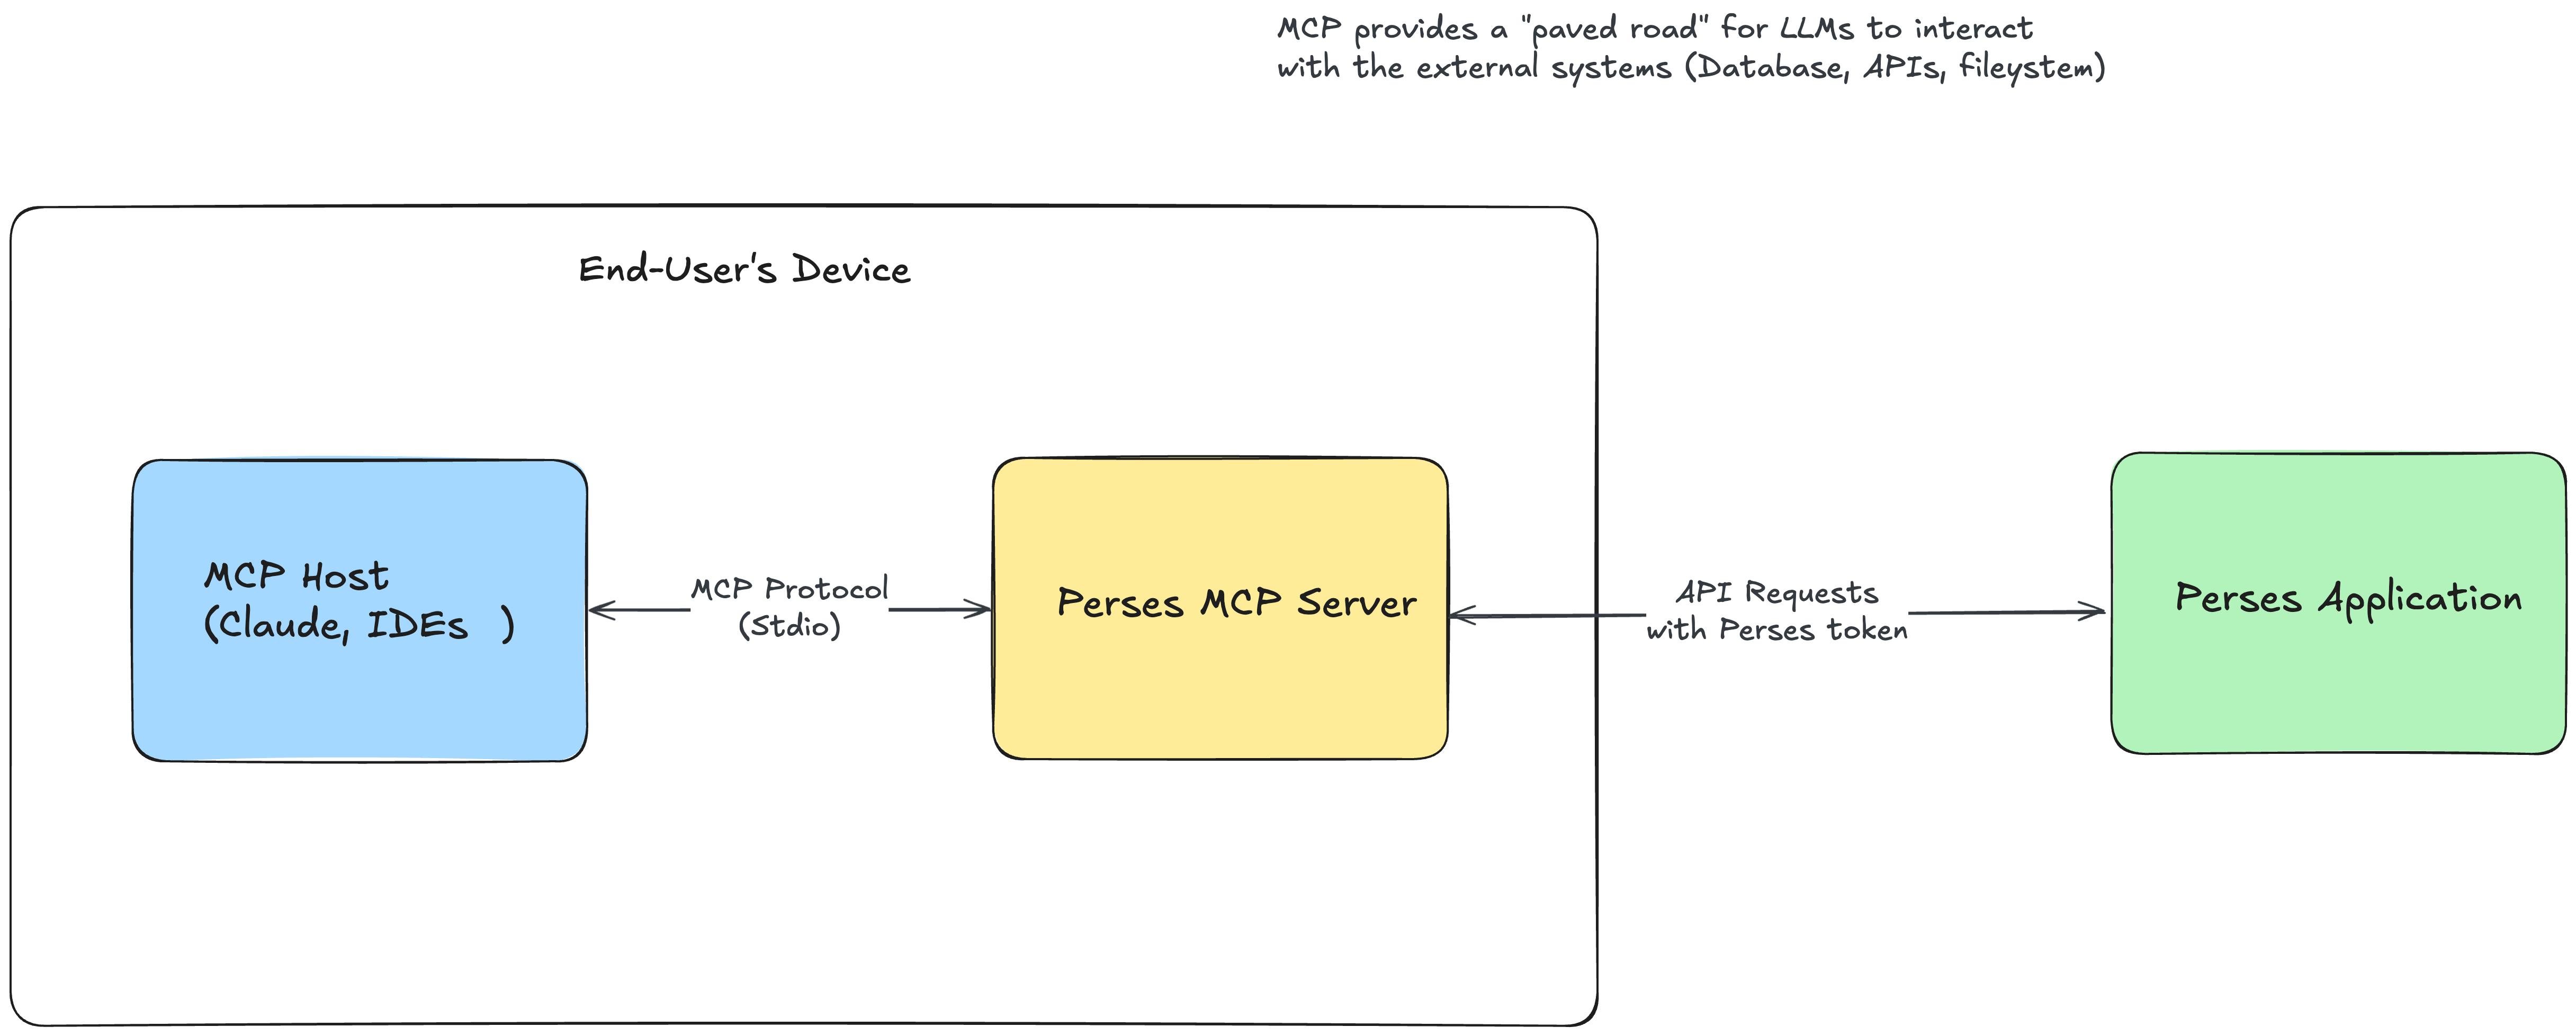 MCP provides a "paved road" for LLMs to interact
with the external systems (Database, APIs, fileystem)
End-User's Device
MCP Host
(Claude, IDEs )
MCP Protocol
(Stdio)
Perses MCP Server
API Requests
with Perses token
Perses Application